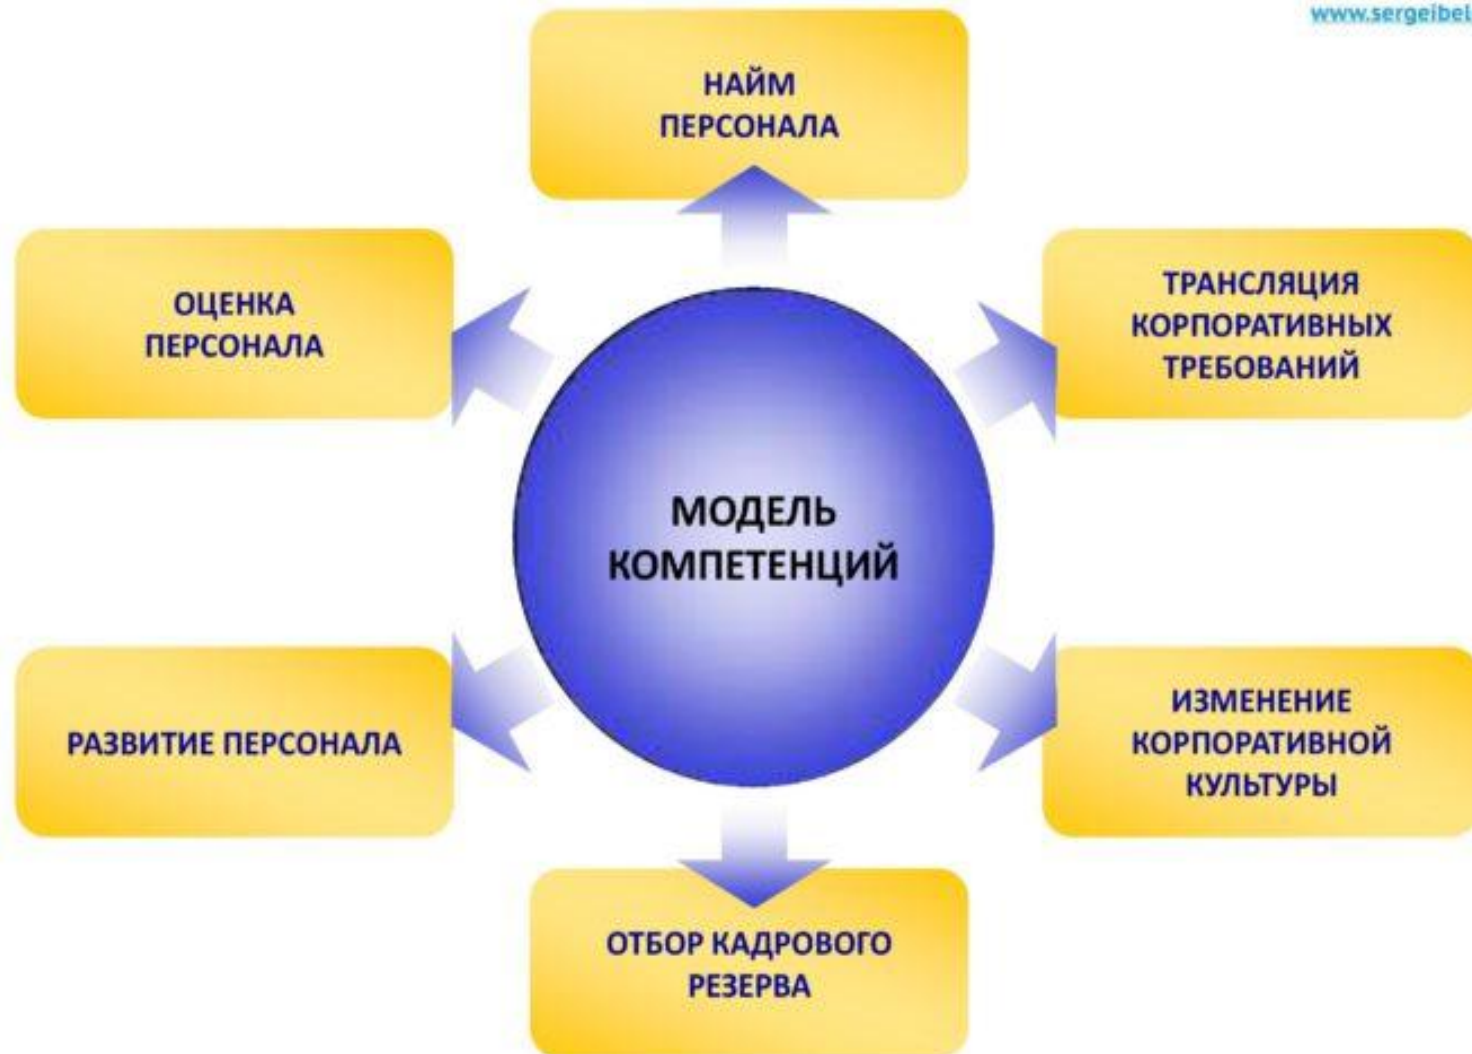 www.sergeibel
НАЙМ
ПЕРСОНАЛА
ОЦЕНКА
ПЕРСОНАЛА
ТРАНСЛЯЦИЯ
КОРПОРАТИВНЫХ
ТРЕБОВАНИЙ
МОДЕЛЬ
КОМПЕТЕНЦИЙ
РАЗВИТИЕ ПЕРСОНАЛА
ИЗМЕНЕНИЕ
КОРПОРАТИВНОЙ
КУЛЬТУРЫ
ОТБОР КАДРОВОГО
РЕЗЕРВА